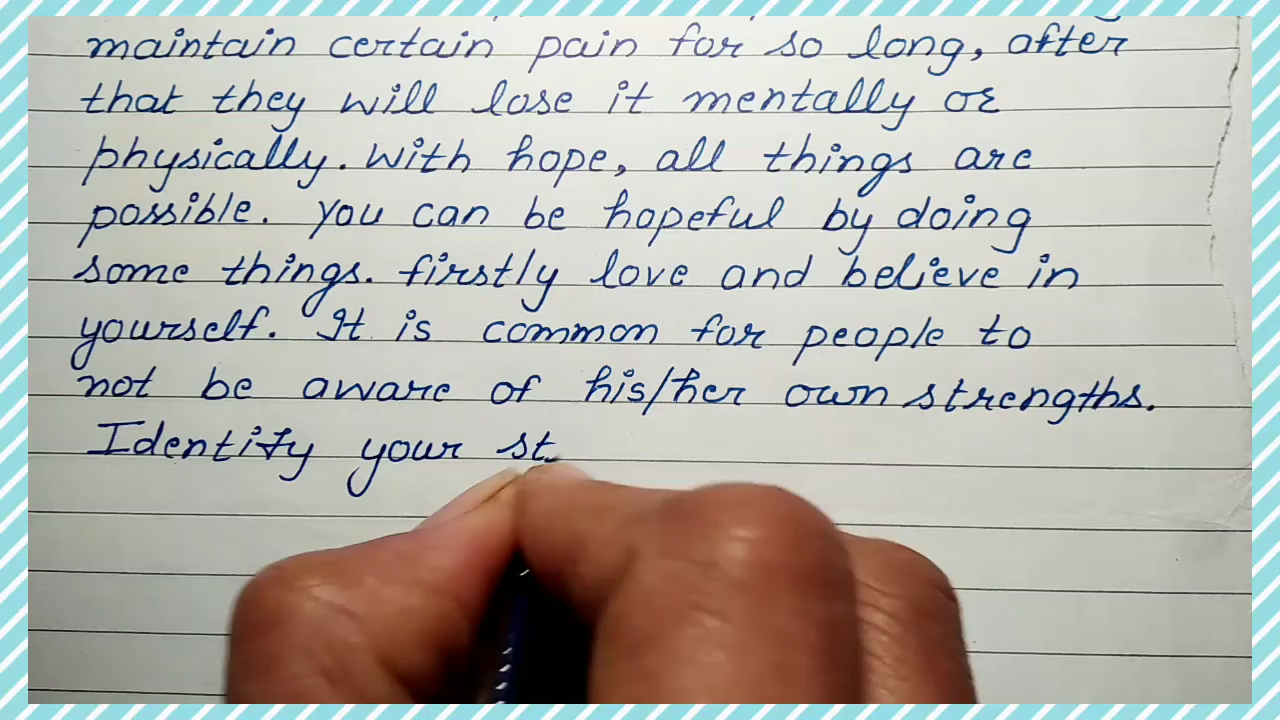 maintain certain pain for so long, after
that they will lose it mentally or
physically. With hope, all things are
possible. You can be hopeful by doing
some things. firstly love and believe in
yourself. It is common for people to
not be aware of his/her own strengths.
Identify your st